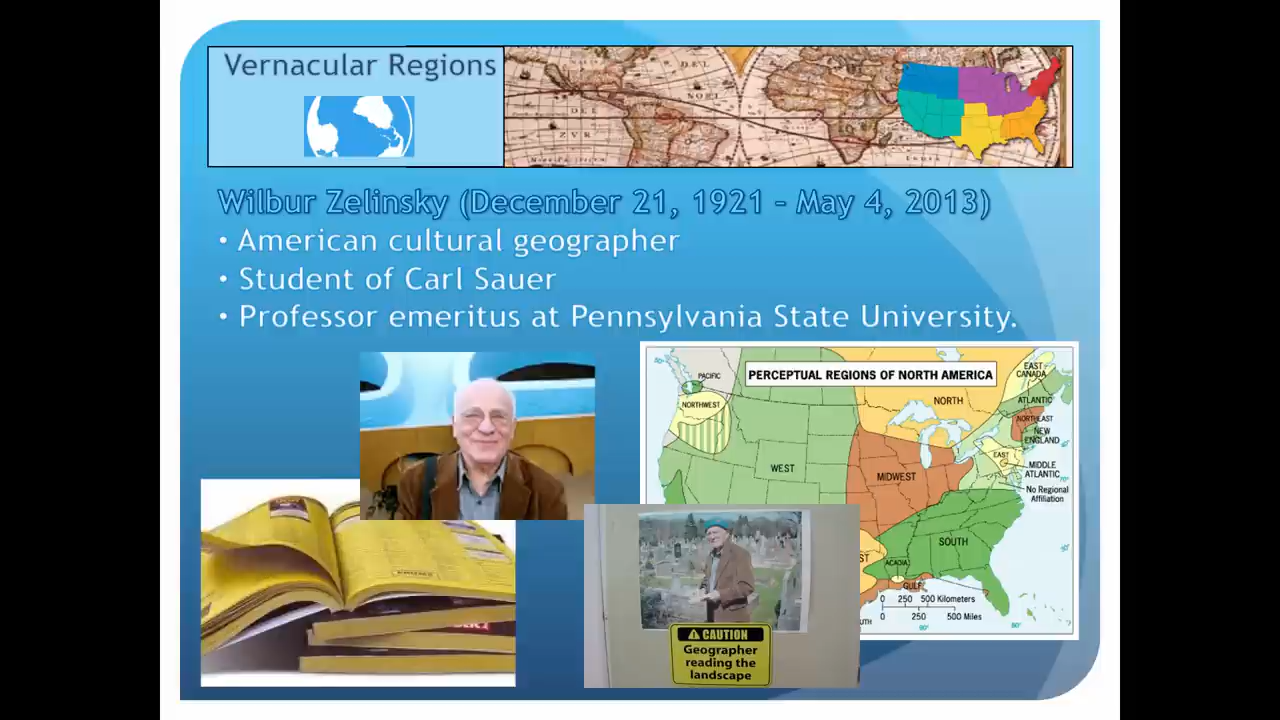 Vernacular Regions
Wilbur Zelinsky (December 21, 1921 - May 4, 2013)
• American cultural geographer
• Student of Carl Sauer
• Professor emeritus at Pennsylvania State University.
PERCEPTUAL REGIONS OF NORTH AMERICA
PACIFIC
NORTHWEST
WEST
NORTH
MIDWEST
EAST
CANADA
ATLANTIC
NORTHEAST
NEW
ENGLAND
EAST
MIDDLE
ATLANTIC
No Regional
Affiliation
SOUTH
ST
ACADIA
GULF
0 250 500 Kilometers
0 250 500 Miles
UTH
CAUTION
Geographer
reading the
landscape